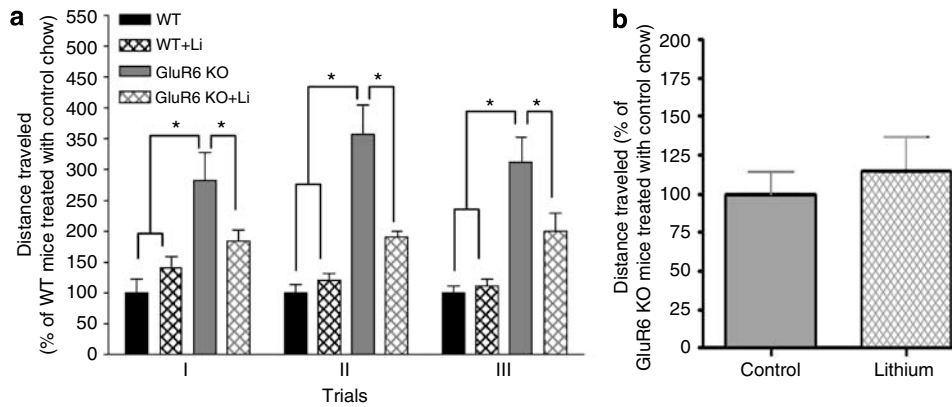 a
550
500
450
400
350
300
250
200
150
100
50
0
Distance traveled
(% of WT mice treated with control chow)
WT
WT+Li
GluR6 KO
GluR6 KO+Li
* *
* *
* *
I II III
Trials
b
200
175
150
125
100
75
50
25
0
Distance traveled (% of
GluR6 KO mice treated with control chow)
Control Lithium